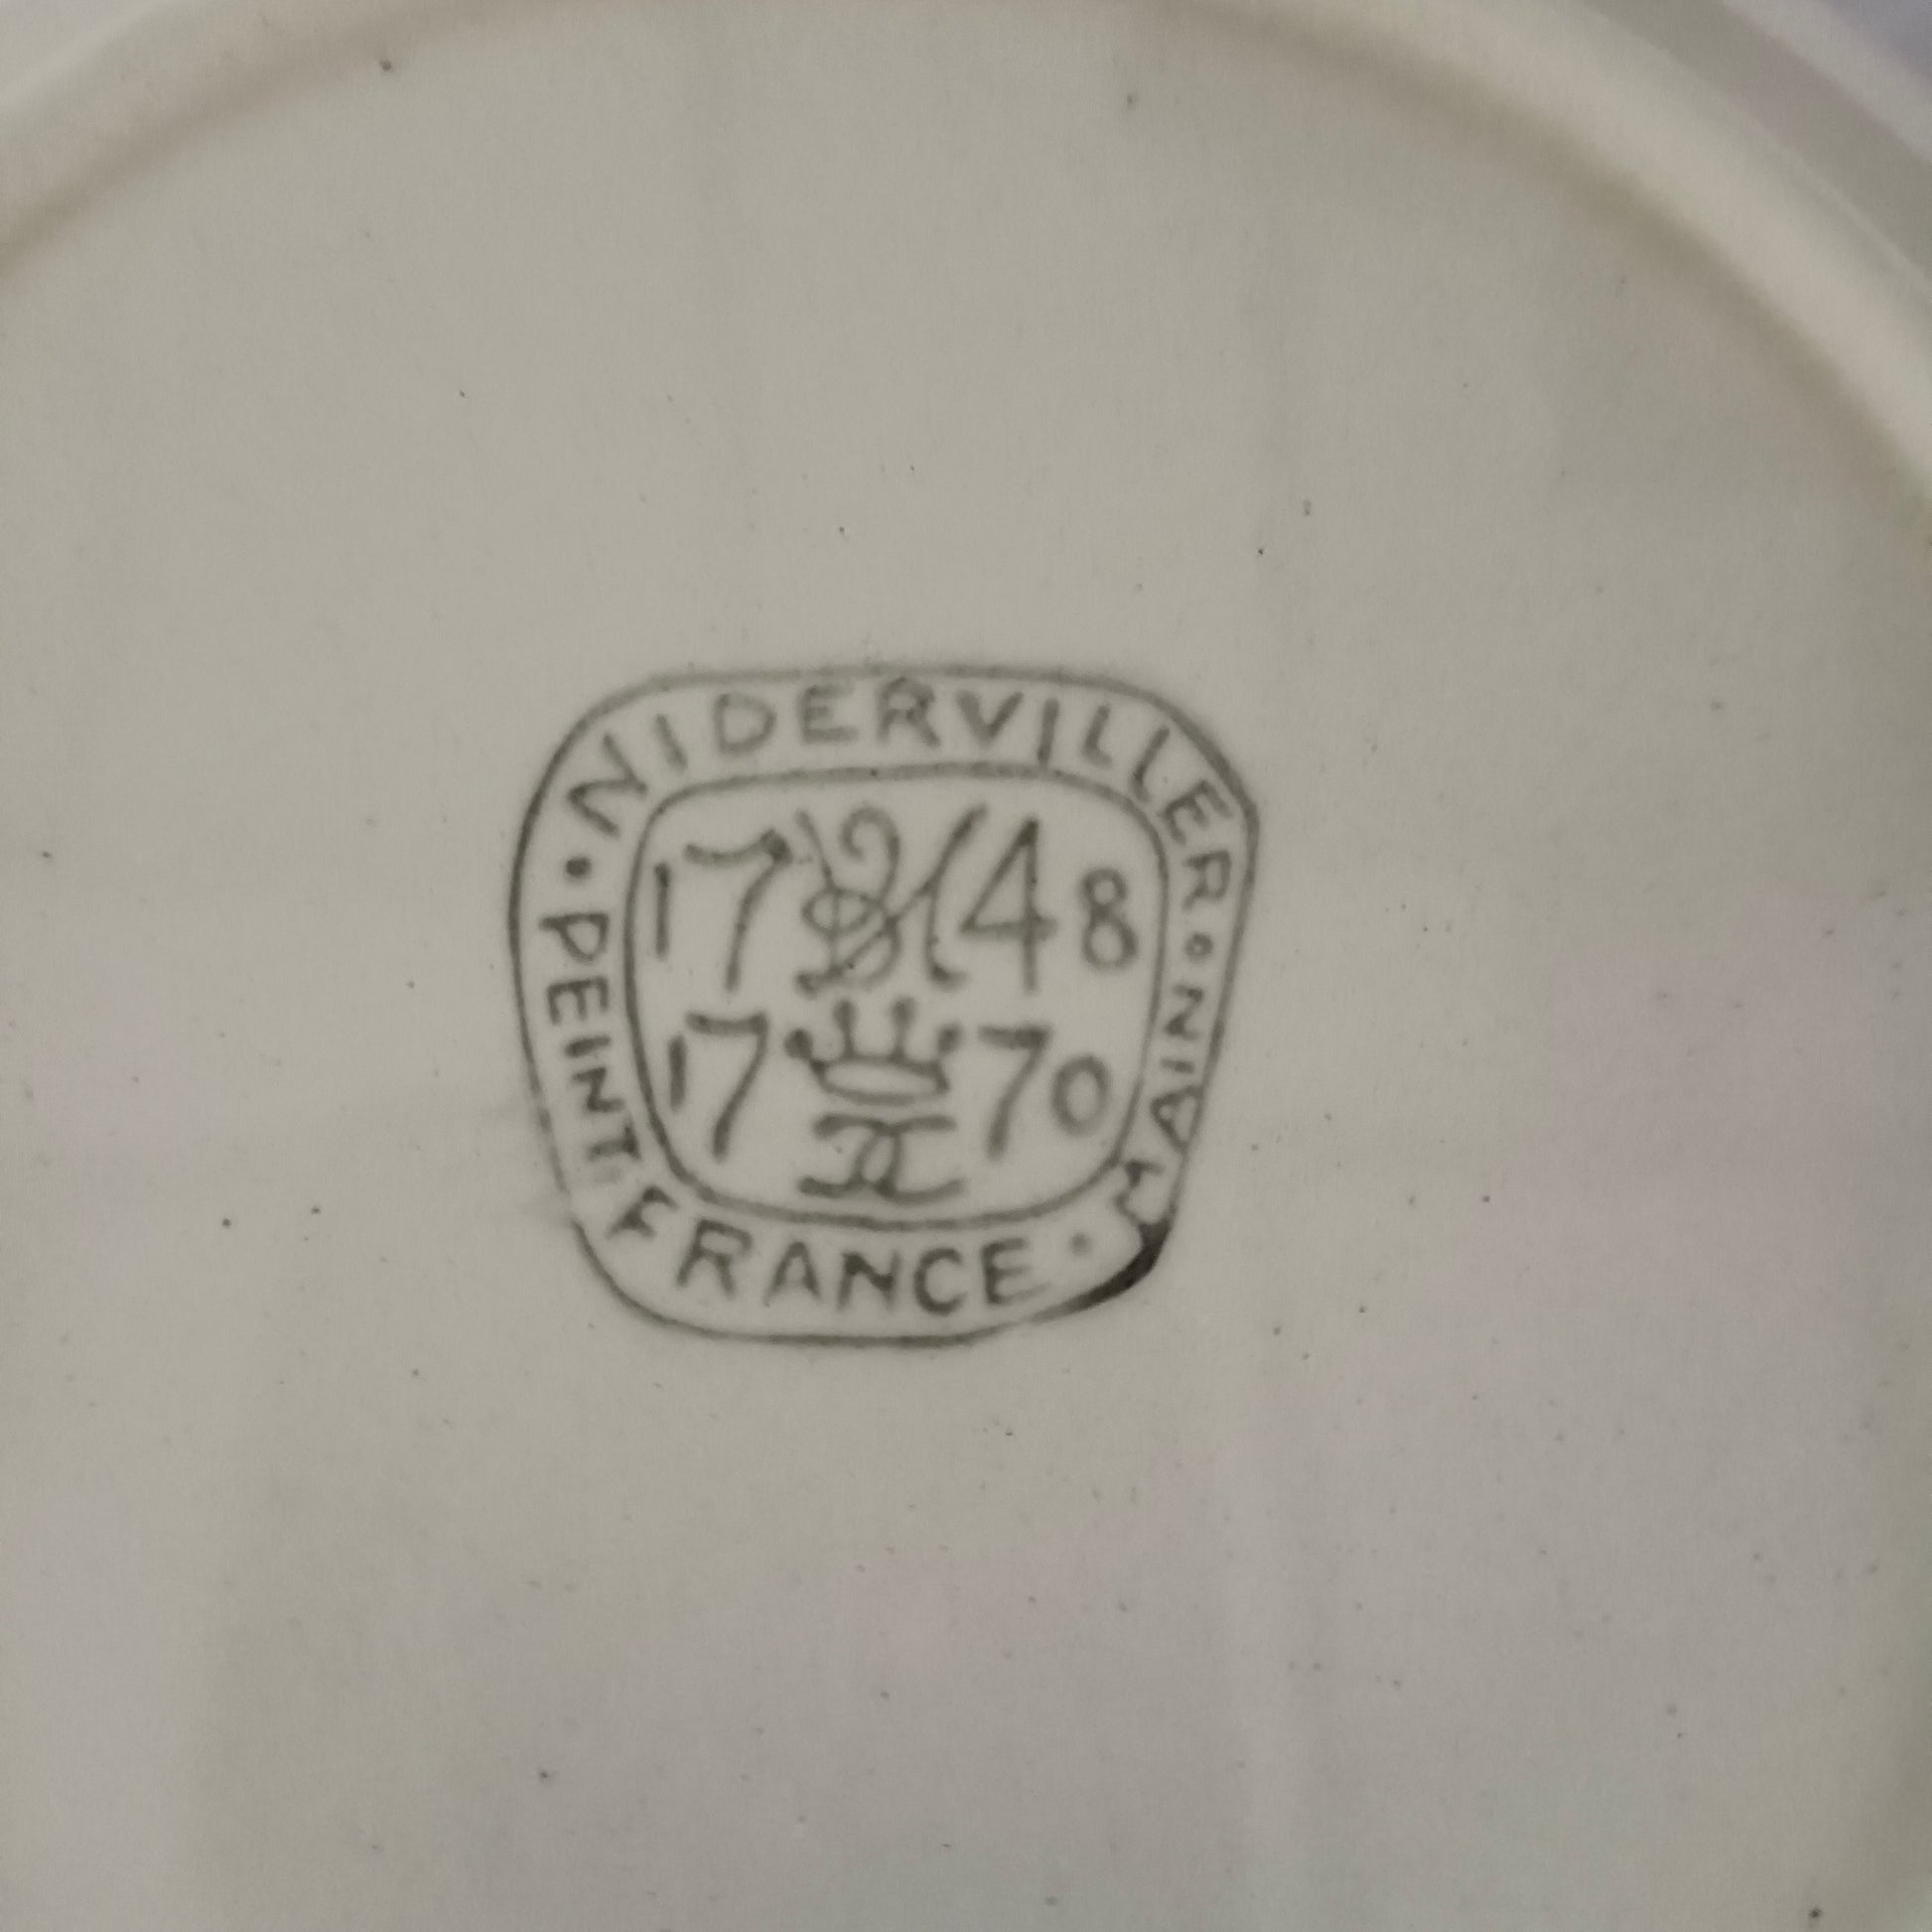 NIDERVILLER
17 48
17 70
PEINT MAIN
FRANCE